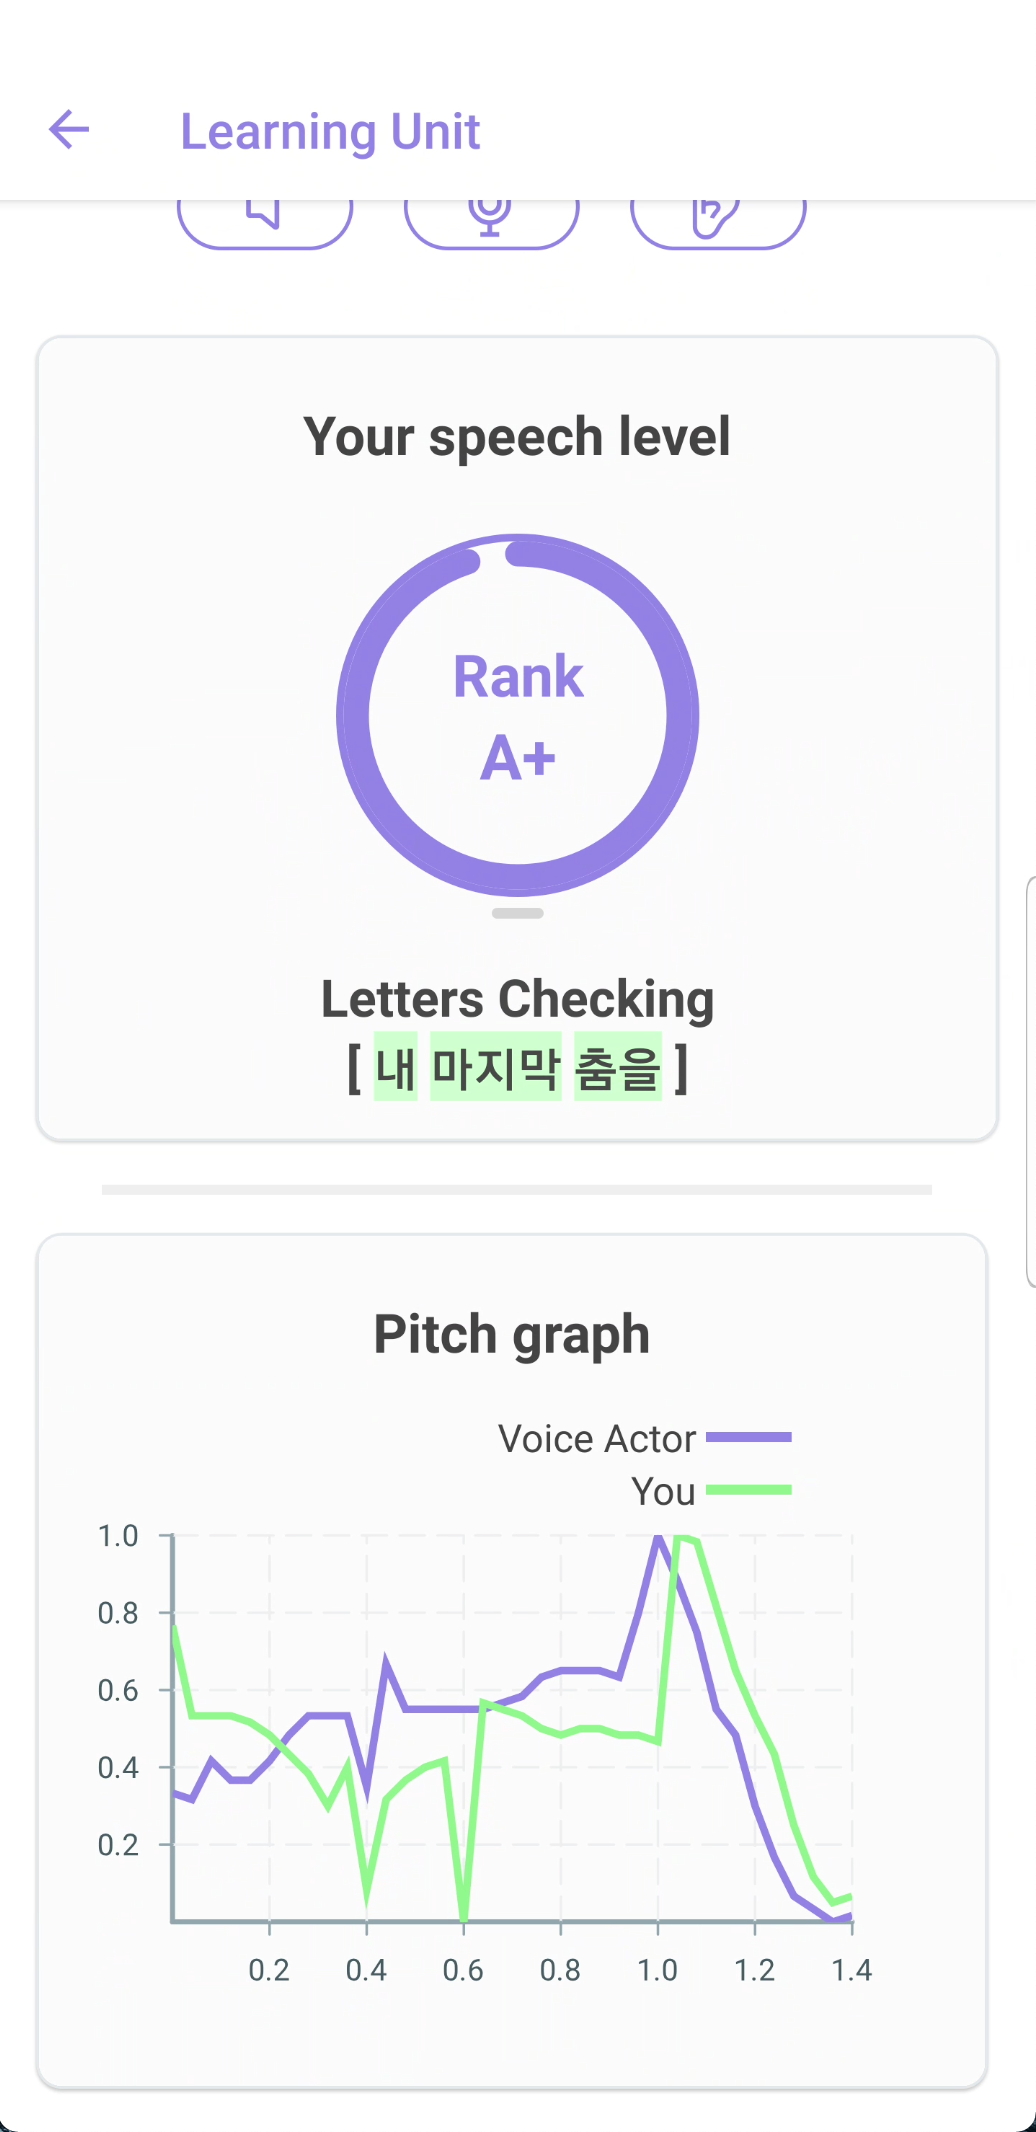 Learning Unit
Your speech level
Rank
A+
Letters Checking
[ 내 마지막 춤을 ]
Pitch graph
Voice Actor
You
1.0
0.8
0.6
0.4
0.2
0.2 0.4 0.6 0.8 1.0 1.2 1.4